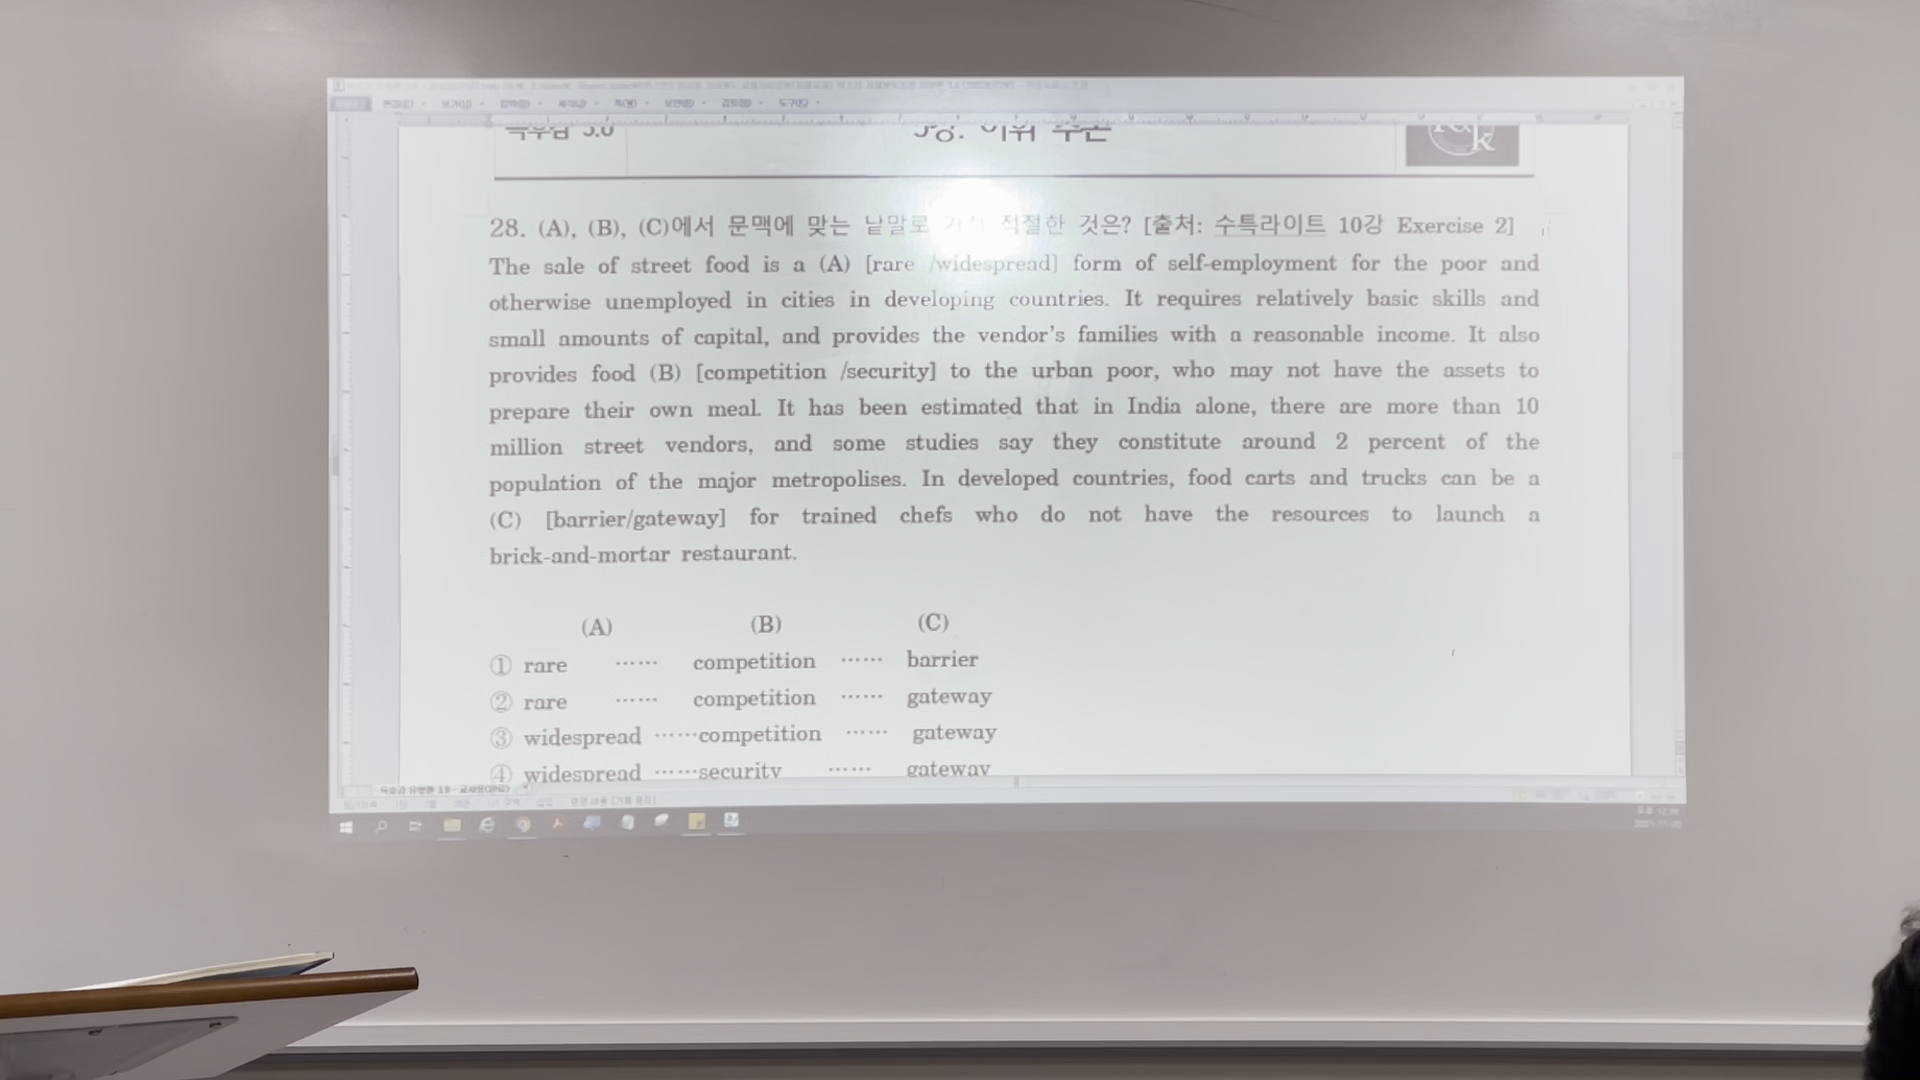 28. (A), (B), (C)에서 문맥에 맞는 낱말로 적절한 것은? [출처: 수특라이트 10강 Exercise 2]
The sale of street food is a (A) [rare /widespread] form of self-employment for the poor and
otherwise unemployed in cities in developing countries. It requires relatively basic skills and
small amounts of capital, and provides the vendor's families with a reasonable income. It also
provides food (B) [competition /security] to the urban poor, who may not have the assets to
prepare their own meal. It has been estimated that in India alone, there are more than 10
million street vendors, and some studies say they constitute around 2 percent of the
population of the major metropolises. In developed countries, food carts and trucks can be a
(C) [barrier/gateway] for trained chefs who do not have the resources to launch a
brick-and-mortar restaurant.
(A) (B) (C)
① rare ······ competition ······ barrier
② rare ······ competition ······ gateway
③ widespread ······competition ······ gateway
④ widespread ······security ······ gateway